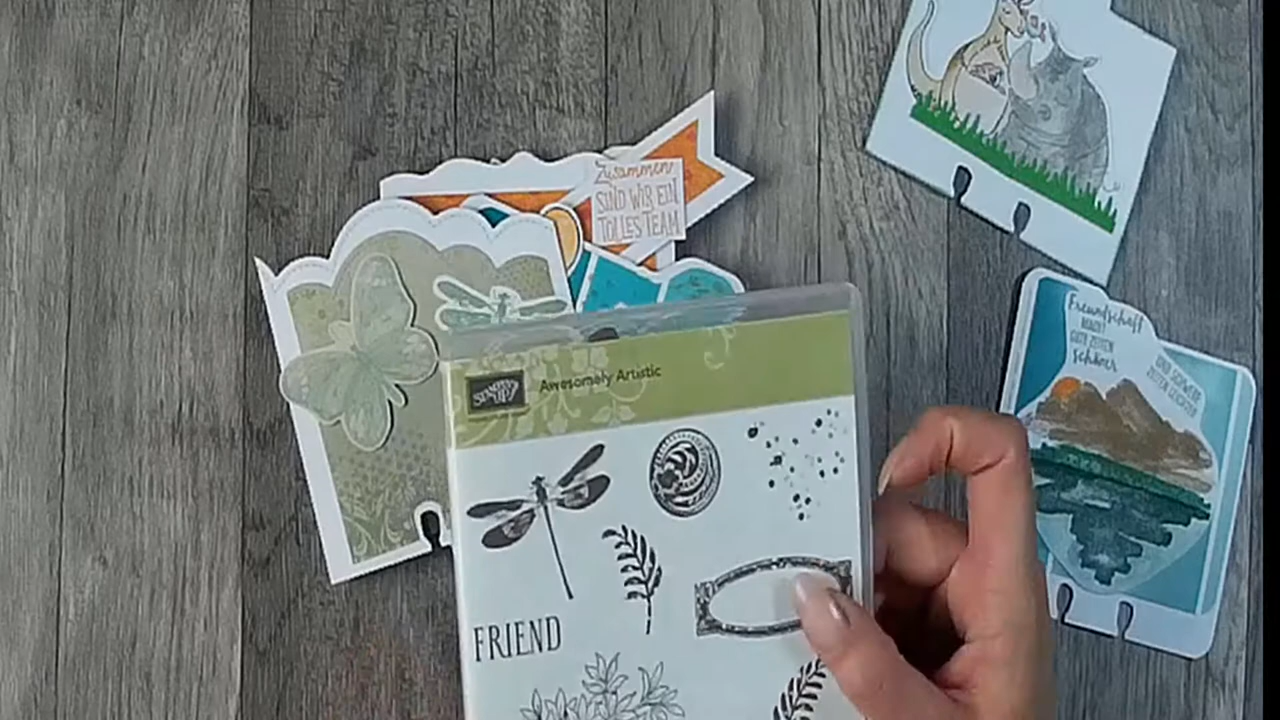 Zusammen
SIND WIR EIN
TOLLES TEAM
Freundschaft
MACHT
GUTE ZEITEN
schöner
UND SCHWERE
ZEITEN LEICHTER
STAMPIN'
UP!
Awesomely Artistic
FRIEND